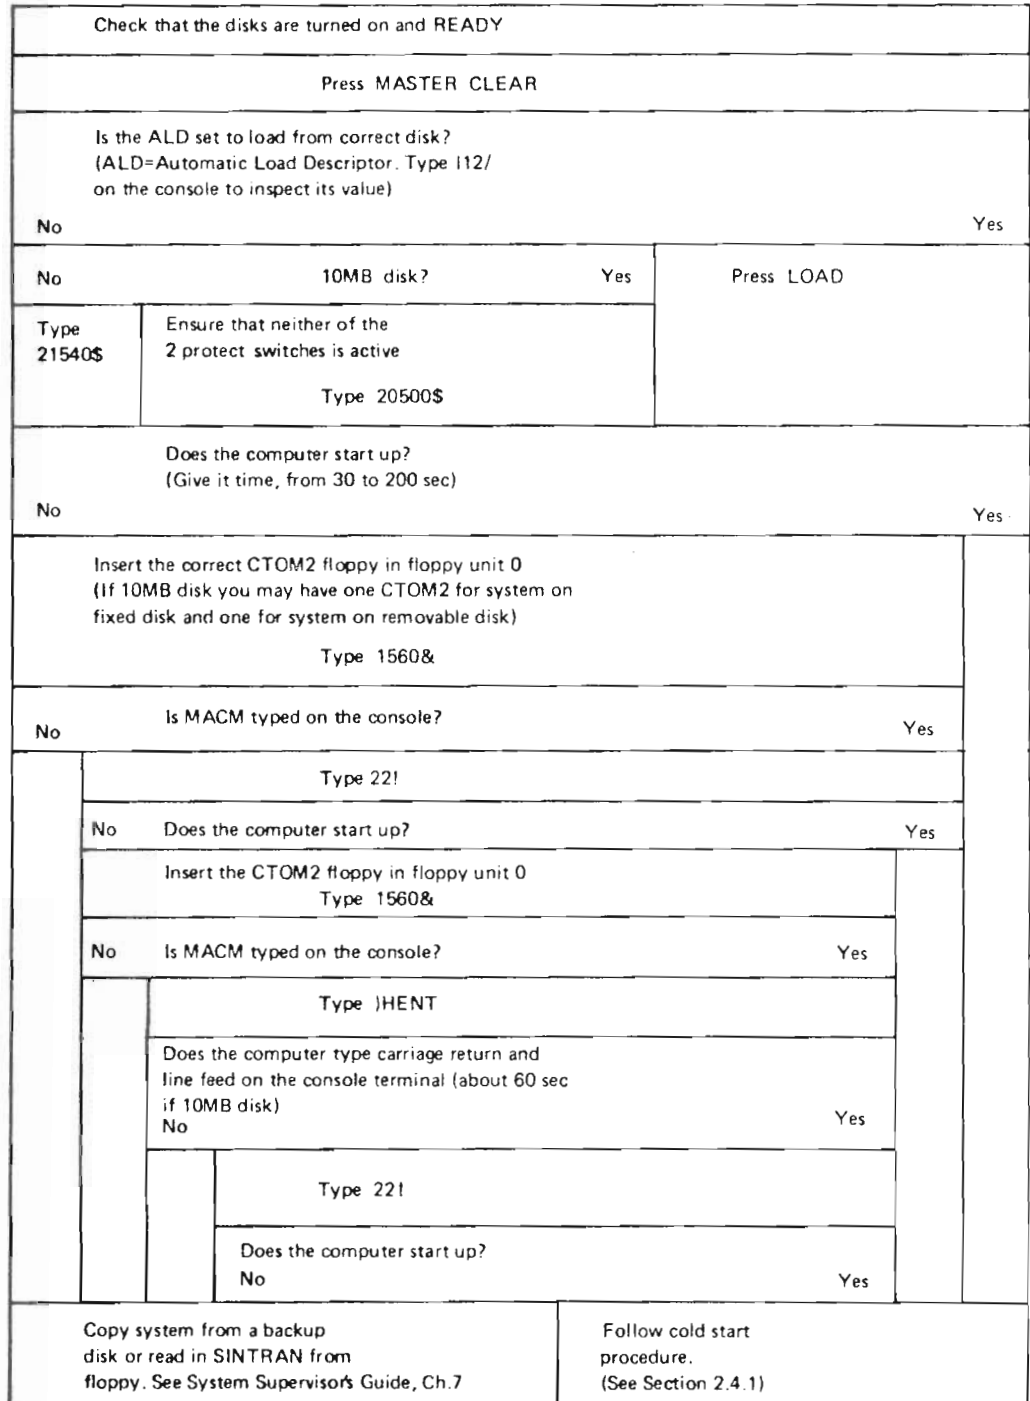 Check that the disks are turned on and READY
Press MASTER CLEAR
Is the ALD set to load from correct disk?
(ALD=Automatic Load Descriptor. Type I12/
on the console to inspect its value)
No Yes
No 10MB disk? Yes Press LOAD
Type
21540$
Ensure that neither of the
2 protect switches is active
Type 20500$
Does the computer start up?
(Give it time, from 30 to 200 sec)
No Yes
Insert the correct CTOM2 floppy in floppy unit 0
(If 10MB disk you may have one CTOM2 for system on
fixed disk and one for system on removable disk)
Type 1560&
Is MACM typed on the console?
No Yes
Type 22!
No Does the computer start up? Yes
Insert the CTOM2 floppy in floppy unit 0
Type 1560&
No Is MACM typed on the console? Yes
Type )HENT
Does the computer type carriage return and
line feed on the console terminal (about 60 sec
if 10MB disk)
No Yes
Type 22!
Does the computer start up?
No Yes
Copy system from a backup
disk or read in SINTRAN from
floppy. See System Supervisor's Guide, Ch.7
Follow cold start
procedure.
(See Section 2.4.1)